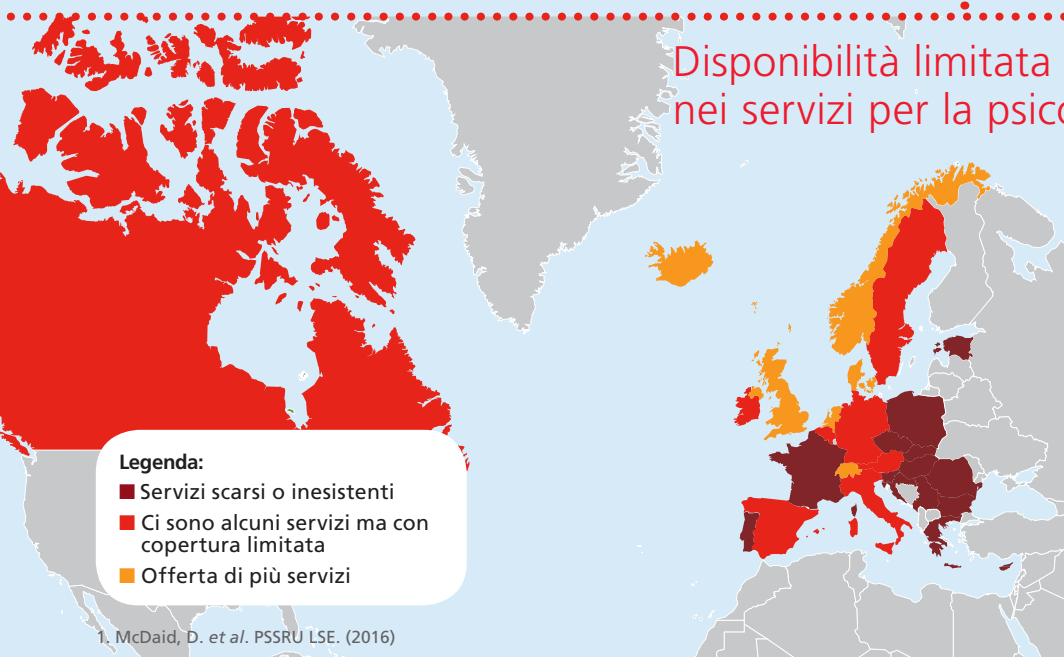 Disponibilità limitata
nei servizi per la
Legenda:
Servizi scarsi o inesistenti
Ci sono alcuni servizi ma con
copertura limitata
Offerta di più servizi
1. McDaid, D. et al. PSSRU LSE. (2016)